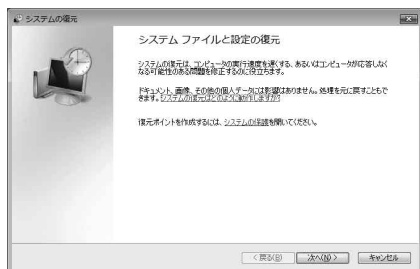 システムの復元
システム ファイルと設定の復元
システムの復元は、コンピュータの実行速度を遅くする、あるいはコンピュータが応答しなく
なる可能性のある問題を修正するのに役立ちます。
ドキュメント、画像、その他の個人データには影響はありません。処理を元に戻すこともで
きます。システムの復元はどのように動作しますか?
復元ポイントを作成するには、システムの保護を開いてください。
< 戻る(B) 次へ(N) > キャンセル